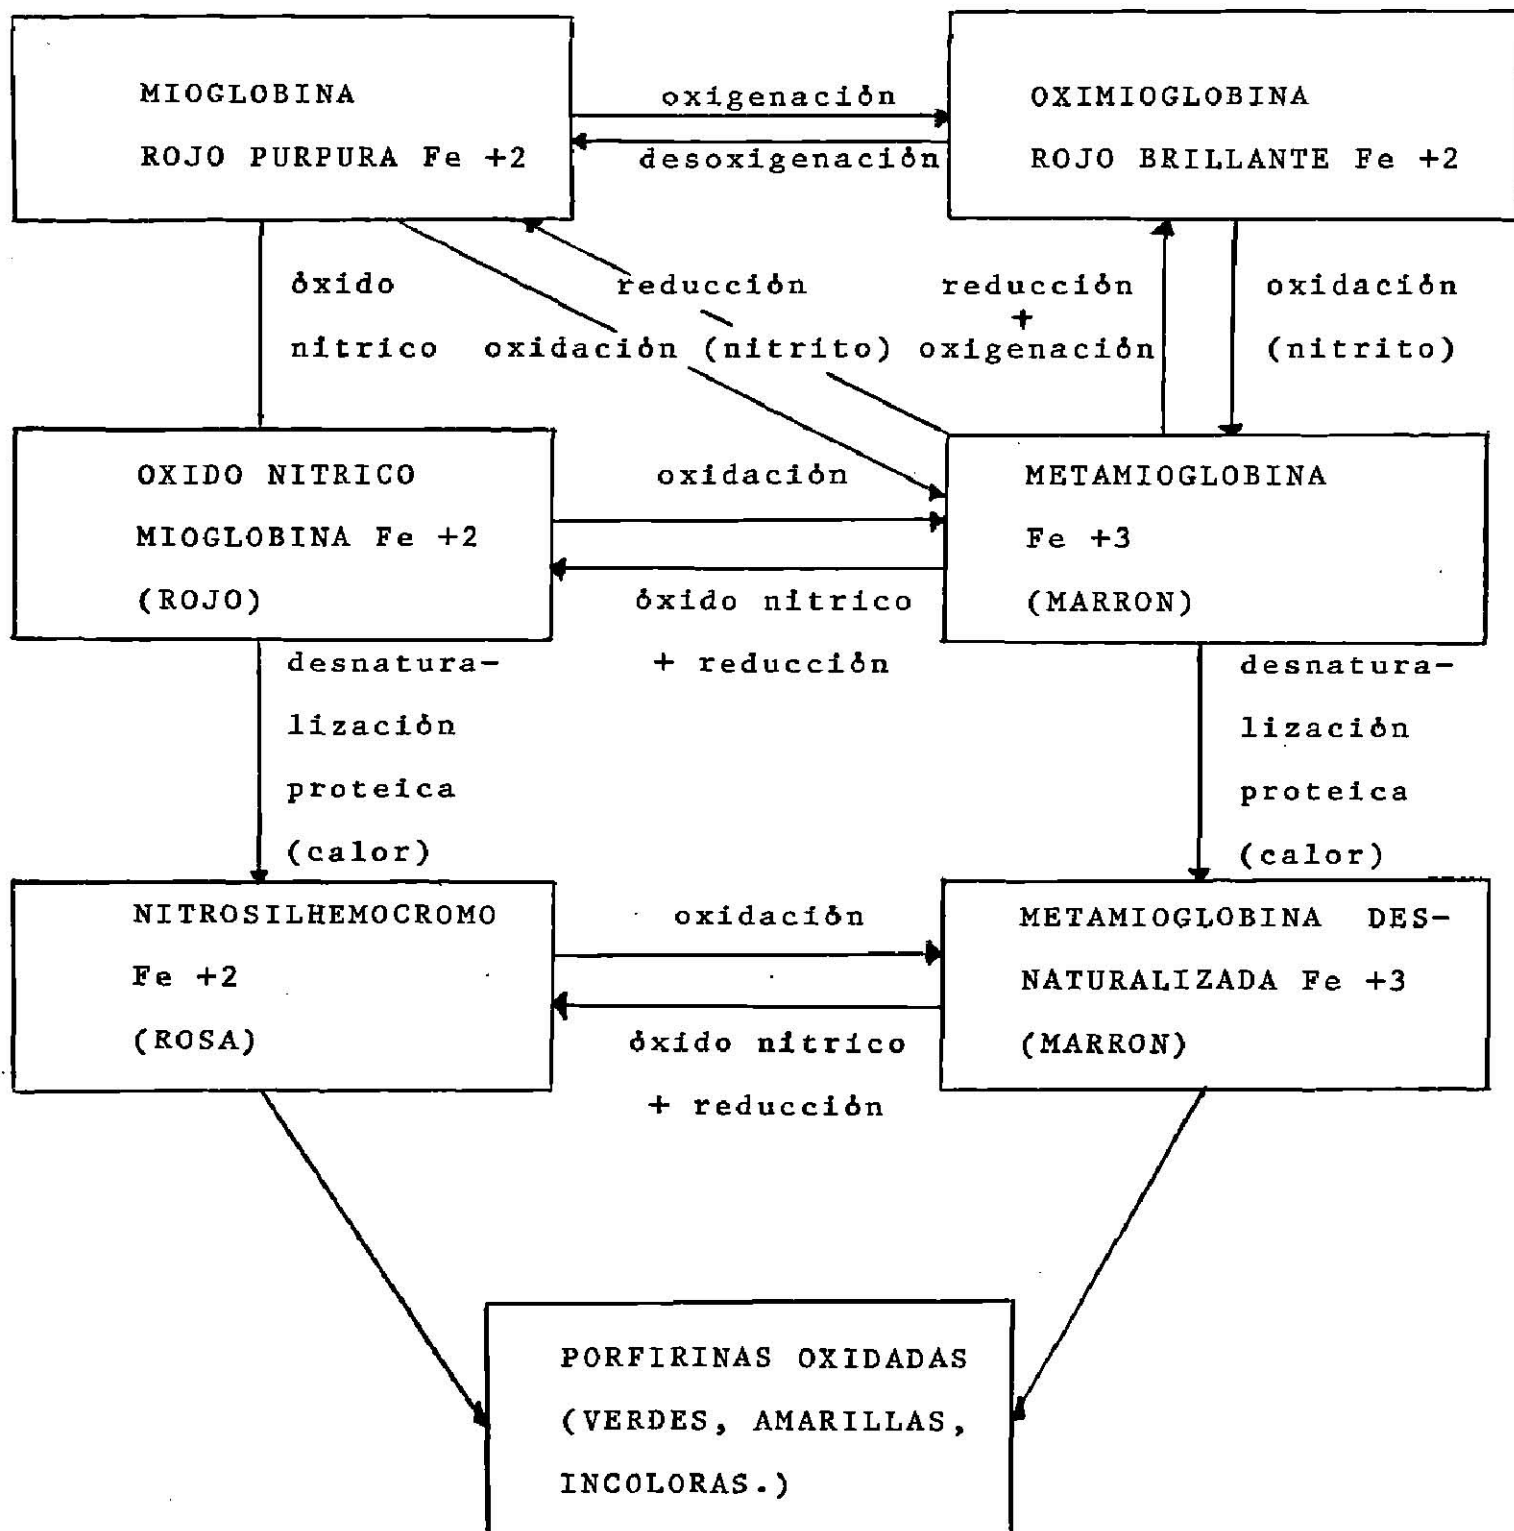 MIOGLOBINA
ROJO PURPURA Fe +2
oxigenación
desoxigenación
OXIMIOGLOBINA
ROJO BRILLANTE Fe +2
óxido
nítrico
reducción
oxidación (nitrito)
reducción
+
oxigenación
oxidación
(nitrito)
OXIDO NITRICO
MIOGLOBINA Fe +2
(ROJO)
oxidación
óxido nítrico
+ reducción
METAMIOGLOBINA
Fe +3
(MARRON)
desnatura-
lización
proteica
(calor)
desnatura-
lización
proteica
(calor)
NITROSILHEMOCROMO
Fe +2
(ROSA)
oxidación
óxido nítrico
+ reducción
METAMIOGLOBINA DES-
NATURALIZADA Fe +3
(MARRON)
PORFIRINAS OXIDADAS
(VERDES, AMARILLAS,
INCOLORAS.)